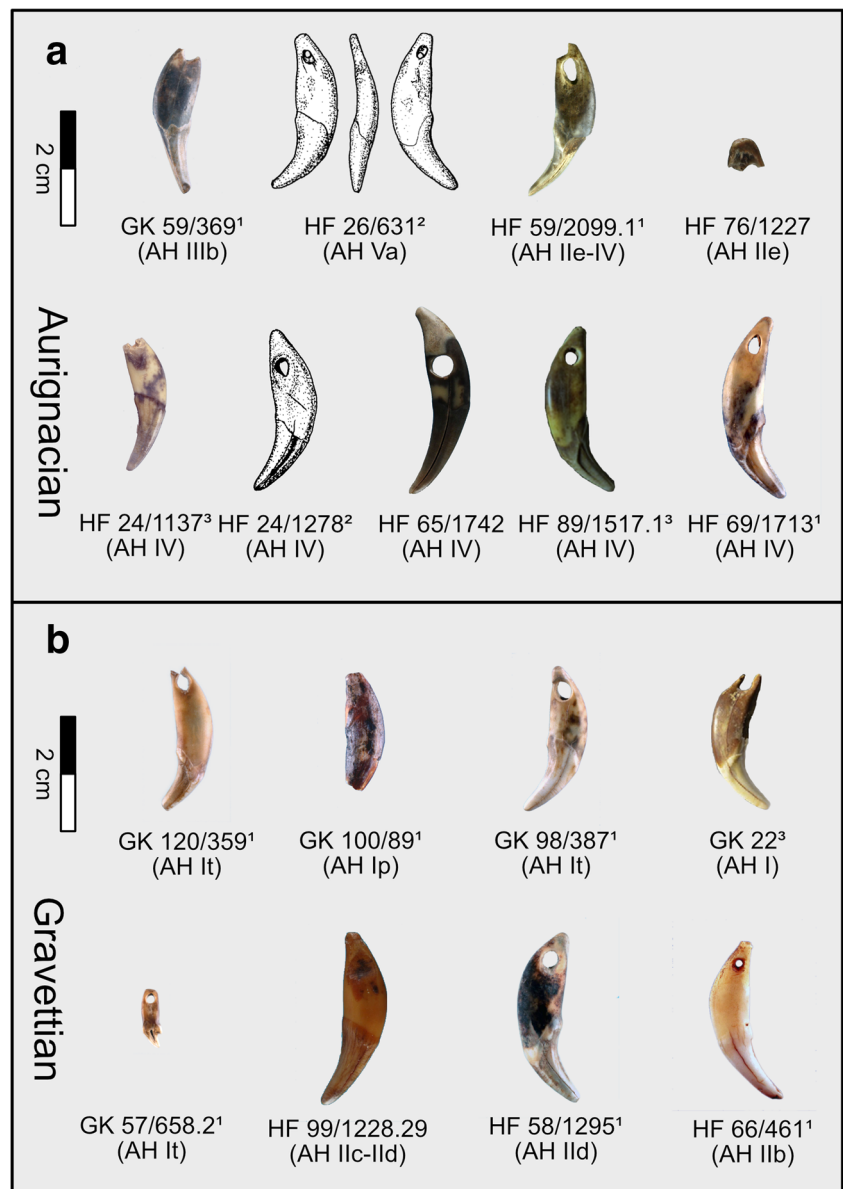 a
2 cm
GK 59/369¹
(AH IIIb)
HF 26/631²
(AH Va)
HF 59/2099.1¹
(AH IIe-IV)
HF 76/1227
(AH IIe)
Aurignacian
HF 24/1137³
(AH IV)
HF 24/1278²
(AH IV)
HF 65/1742
(AH IV)
HF 89/1517.1³
(AH IV)
HF 69/1713¹
(AH IV)
b
2 cm
GK 120/359¹
(AH It)
GK 100/89¹
(AH Ip)
GK 98/387¹
(AH It)
GK 22³
(AH I)
Gravettian
GK 57/658.2¹
(AH It)
HF 99/1228.29
(AH IIc-IId)
HF 58/1295¹
(AH IId)
HF 66/461¹
(AH IIb)